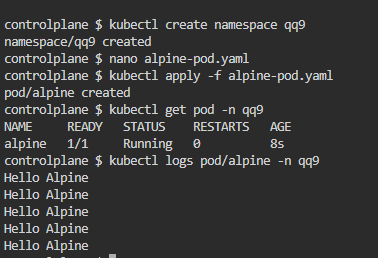 controlplane $ kubectl create namespace qq9
namespace/qq9 created
controlplane $ nano alpine-pod.yaml
controlplane $ kubectl apply -f alpine-pod.yaml
pod/alpine created
controlplane $ kubectl get pod -n qq9
NAME     READY   STATUS    RESTARTS   AGE
alpine   1/1     Running   0          8s
controlplane $ kubectl logs pod/alpine -n qq9
Hello Alpine
Hello Alpine
Hello Alpine
Hello Alpine
Hello Alpine